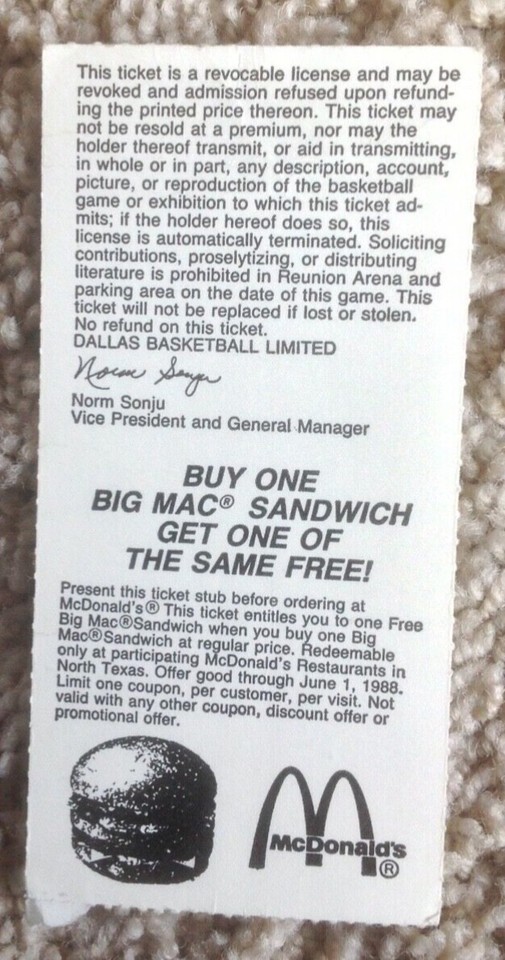 This ticket is a revocable license and may be
revoked and admission refused upon refund-
ing the printed price thereon. This ticket may
not be resold at a premium, nor may the
holder thereof transmit, or aid in transmitting,
in whole or in part, any description, account,
picture, or reproduction of the basketball
game or exhibition to which this ticket ad-
mits; if the holder hereof does so, this
license is automatically terminated. Soliciting
contributions, proselytizing, or distributing
literature is prohibited in Reunion Arena and
parking area on the date of this game. This
ticket will not be replaced if lost or stolen.
No refund on this ticket.
DALLAS BASKETBALL LIMITED
Norm Sonju
Norm Sonju
Vice President and General Manager
BUY ONE
BIG MAC® SANDWICH
GET ONE OF
THE SAME FREE!
Present this ticket stub before ordering at
McDonald's® This ticket entitles you to one Free
Big Mac®Sandwich when you buy one Big
Mac®Sandwich at regular price. Redeemable
only at participating McDonald's Restaurants in
North Texas. Offer good through June 1, 1988.
Limit one coupon, per customer, per visit. Not
valid with any other coupon, discount offer or
promotional offer.
McDonald's
®